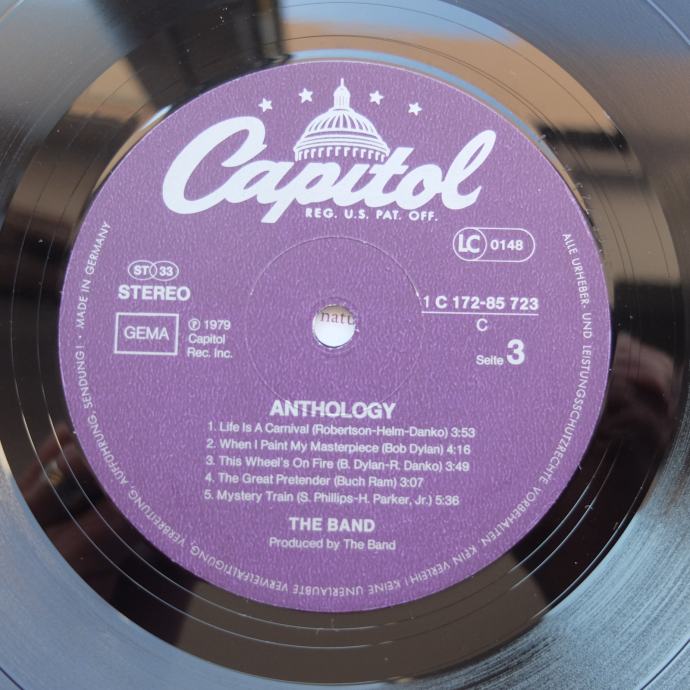 Capitol
REG. U.S. PAT. OFF.
LC 0148
ST 33
STEREO
GEMA
℗ 1979
Capitol
Rec. Inc.
1 C 172-85 723
C
Seite 3
natu
ANTHOLOGY
1. Life Is A Carnival (Robertson-Helm-Danko) 3:53
2. When I Paint My Masterpiece (Bob Dylan) 4:16
3. This Wheel's On Fire (B. Dylan-R. Danko) 3:49
4. The Great Pretender (Buch Ram) 3:07
5. Mystery Train (S. Phillips-H. Parker, Jr.) 5:36
THE BAND
Produced by The Band
ALLE URHEBER- UND LEISTUNGSSCHUTZRECHTE VORBEHALTEN KEIN VERLEIH! KEINE UNERLAUBTE VERVIELFÄLTIGUNG VERBREITUNG, AUFFÜHRUNG, SENDUNG! • MADE IN GERMANY